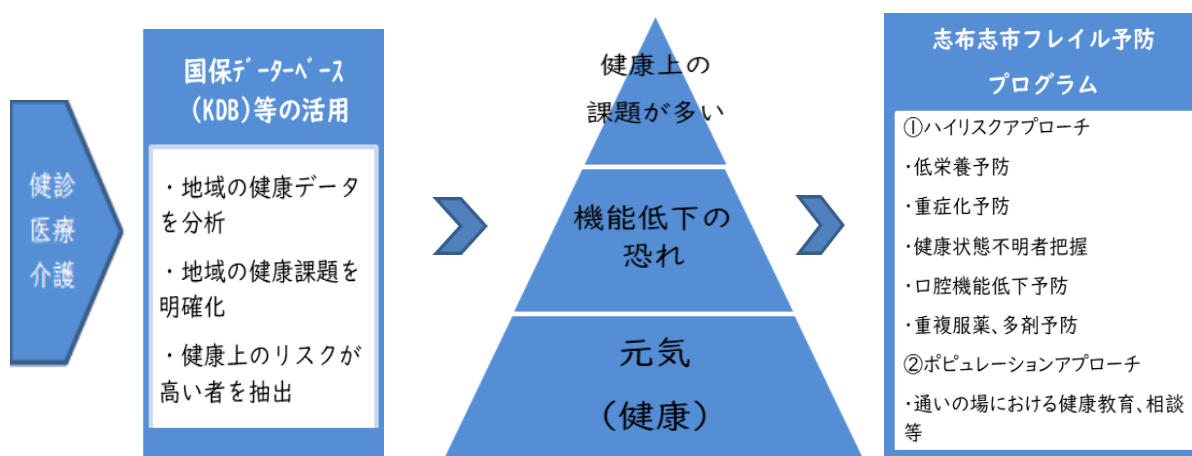 健診
医療
介護
国保ﾃﾞｰﾀｰﾍﾞｰｽ
(KDB)等の活用
・地域の健康データ
を分析
・地域の健康課題を
明確化
・健康上のリスクが
高い者を抽出
健康上の
課題が多い
機能低下の
恐れ
元気
(健康)
志布志市フレイル予防
プログラム
①ハイリスクアプローチ
・低栄養予防
・重症化予防
・健康状態不明者把握
・口腔機能低下予防
・重複服薬、多剤予防
②ポピュレーションアプローチ
・通いの場における健康教育、相談
等